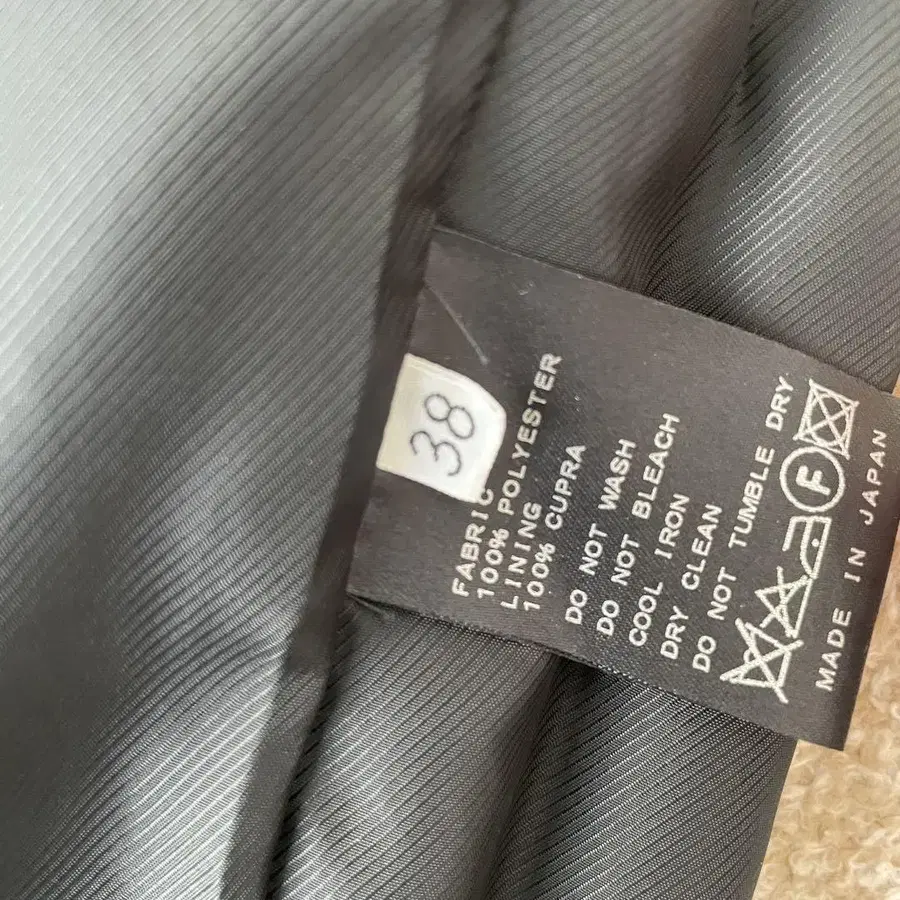 38
FABRIC
100% POLYESTER
LINING
100% CUPRA
DO NOT WASH
DO NOT BLEACH
COOL IRON
DRY CLEAN
DO NOT TUMBLE DRY
F
MADE IN JAPAN